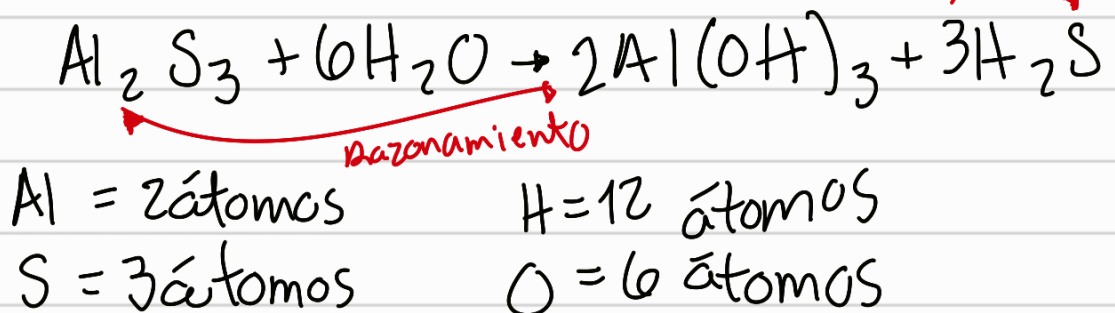 Al₂S₃ + 6H₂O → 2Al(OH)₃ + 3H₂S
Razonamiento
Al = 2átomos H = 12 átomos
S = 3átomos O = 6 átomos